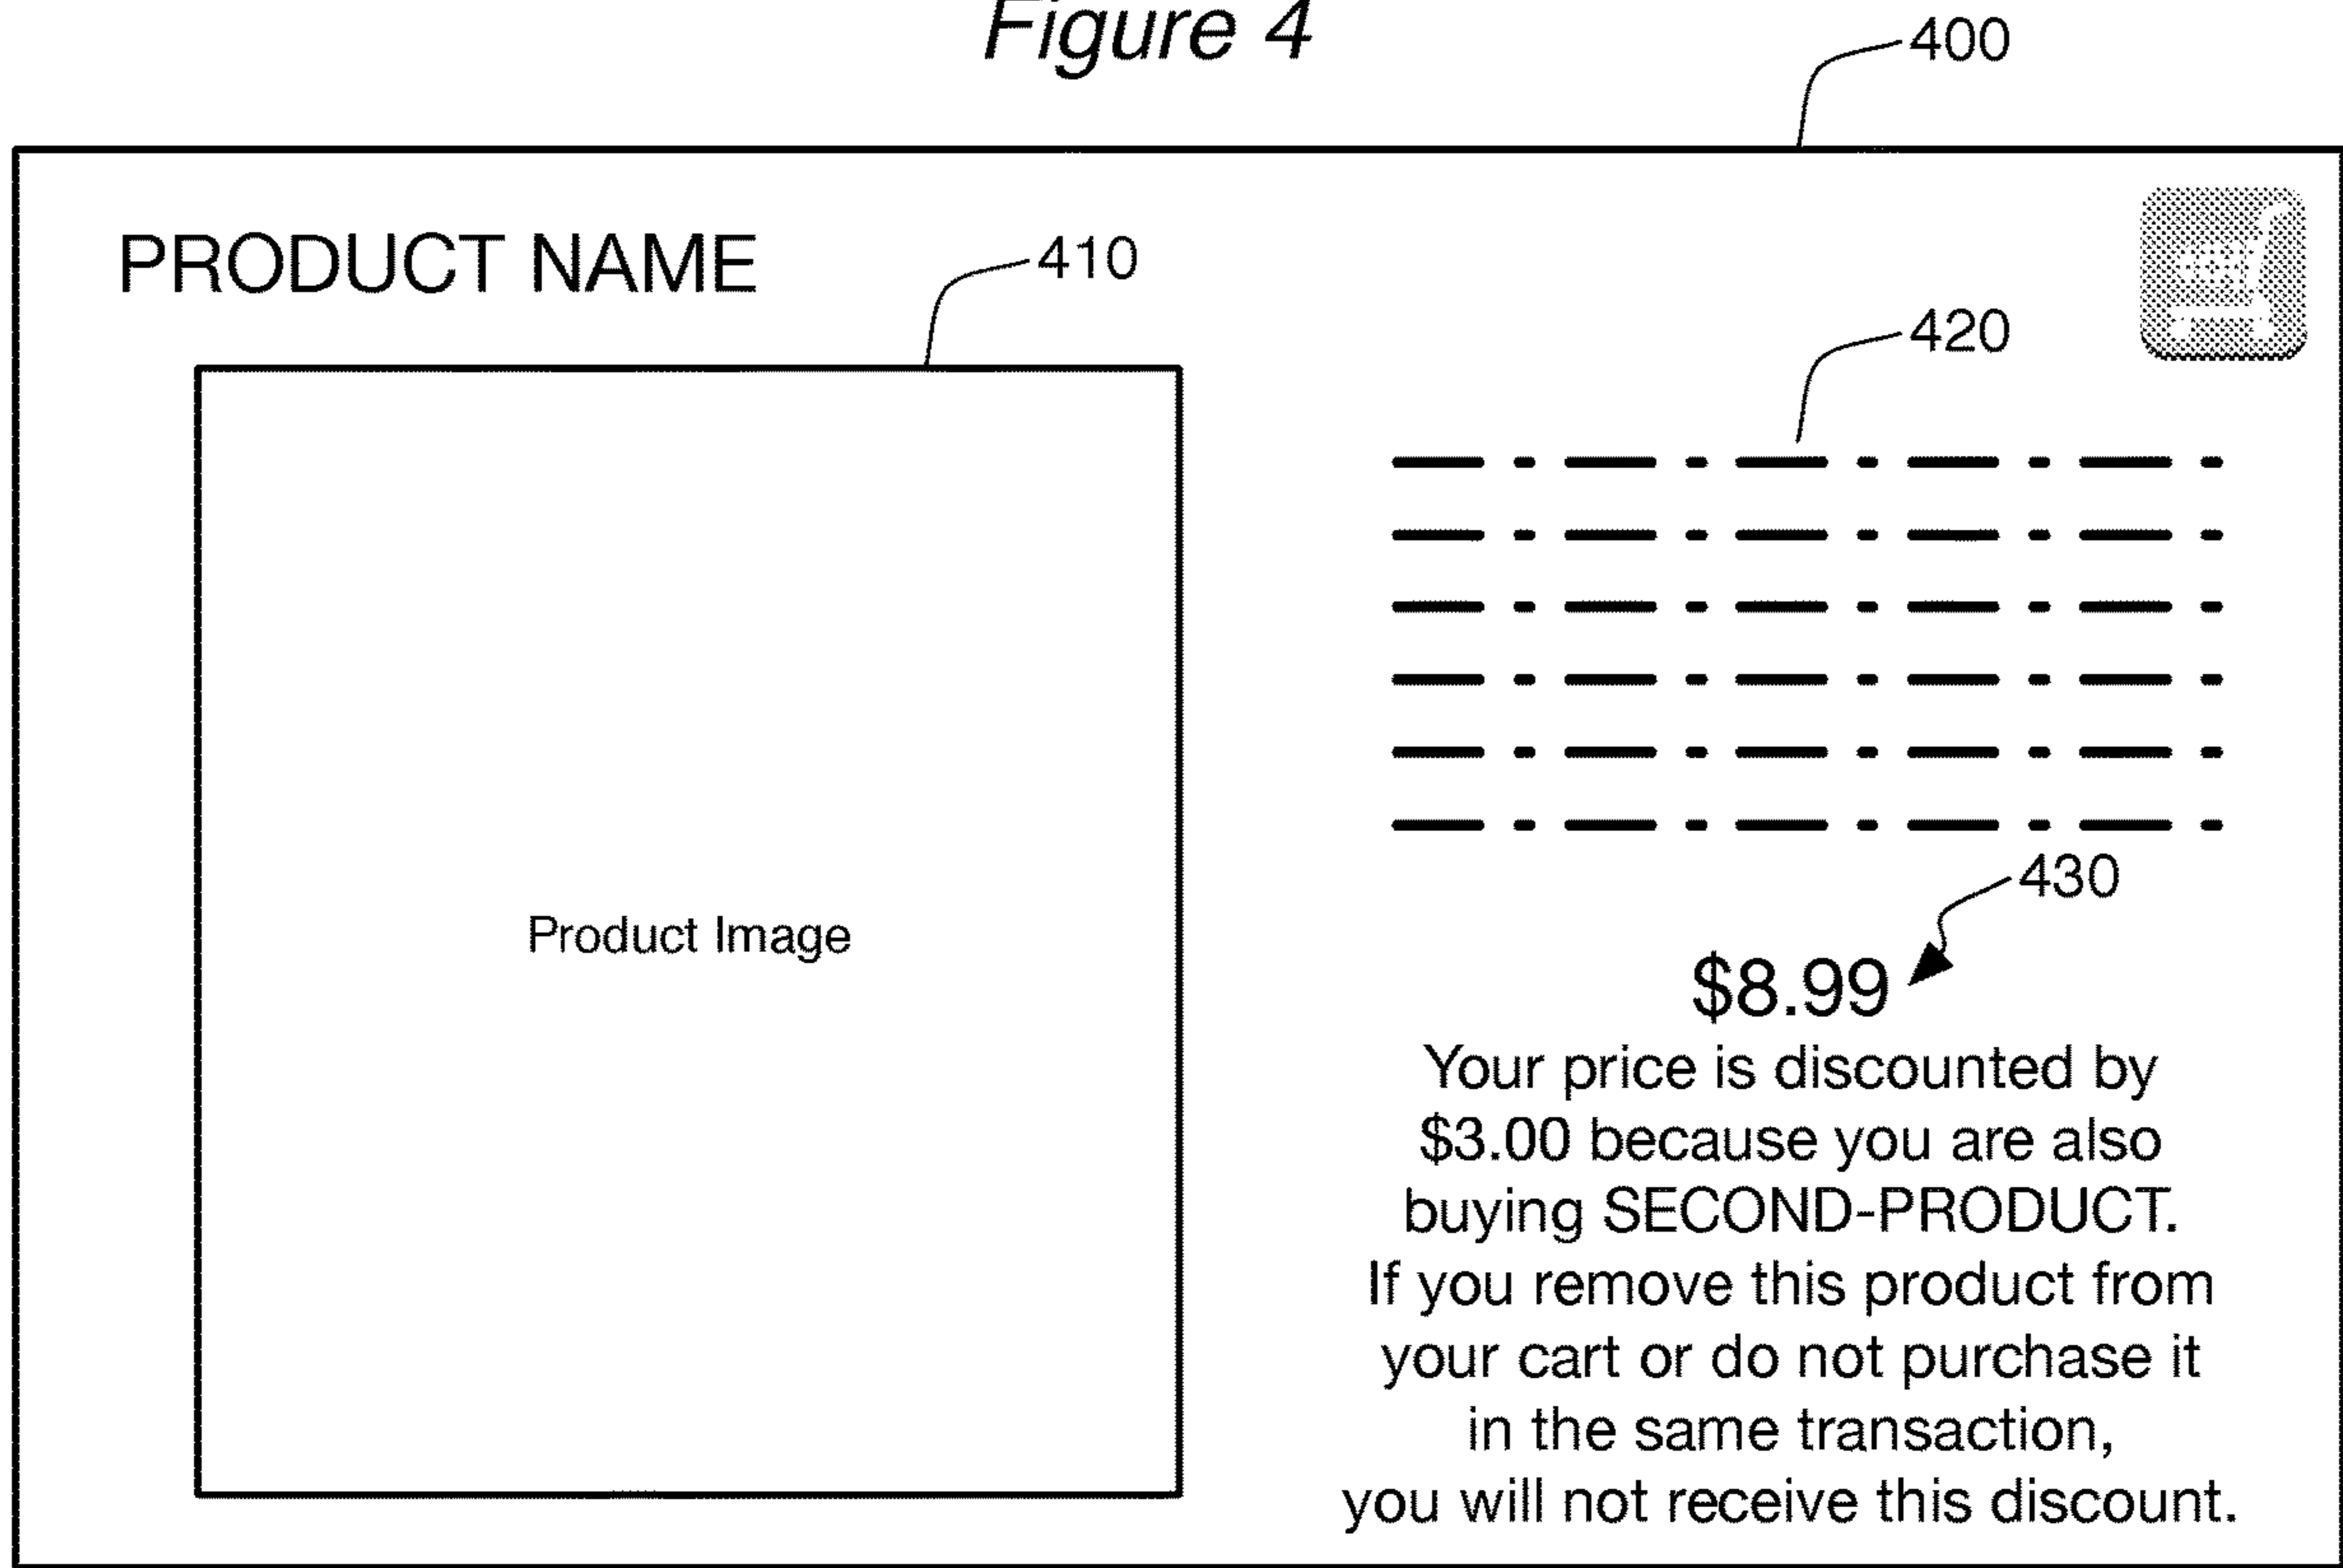 Figure 4
400
PRODUCT NAME
410
420
Product Image
430
$8.99
Your price is discounted by
$3.00 because you are also
buying SECOND-PRODUCT.
If you remove this product from
your cart or do not purchase it
in the same transaction,
you will not receive this discount.